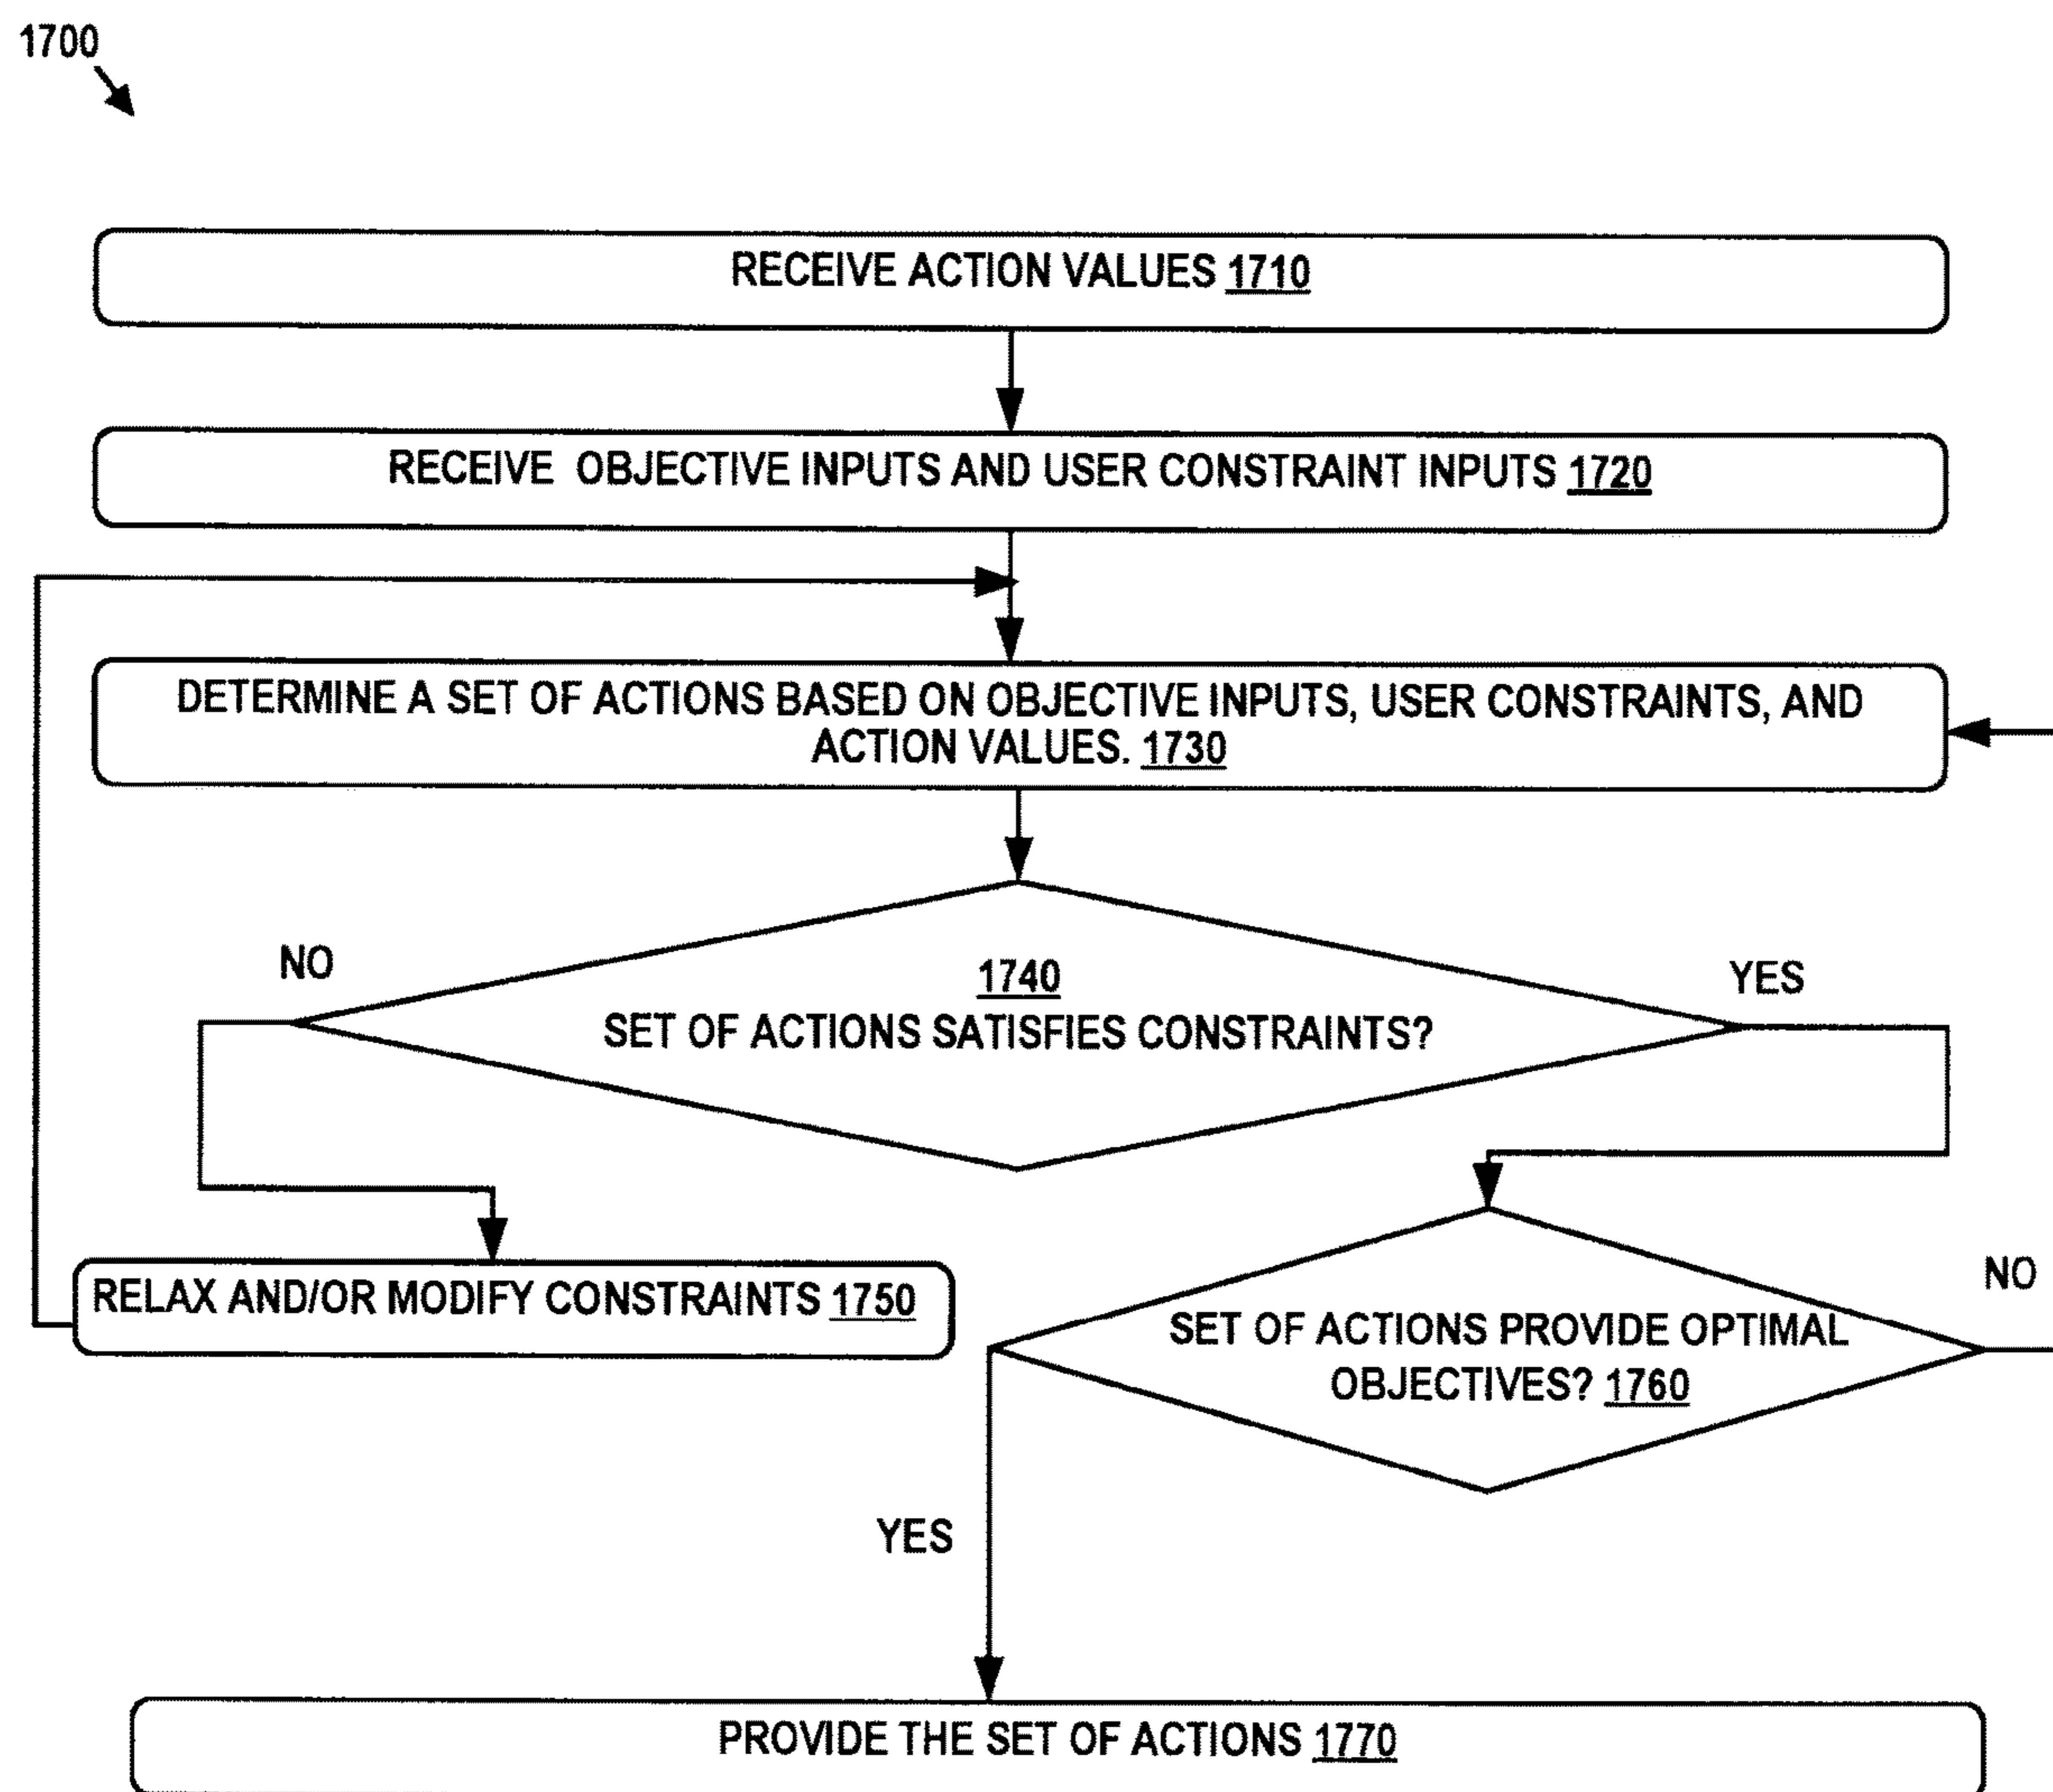 1700
RECEIVE ACTION VALUES 1710
RECEIVE OBJECTIVE INPUTS AND USER CONSTRAINT INPUTS 1720
DETERMINE A SET OF ACTIONS BASED ON OBJECTIVE INPUTS, USER CONSTRAINTS, AND
ACTION VALUES. 1730
NO
1740
YES
SET OF ACTIONS SATISFIES CONSTRAINTS?
RELAX AND/OR MODIFY CONSTRAINTS 1750
NO
SET OF ACTIONS PROVIDE OPTIMAL
OBJECTIVES? 1760
YES
PROVIDE THE SET OF ACTIONS 1770